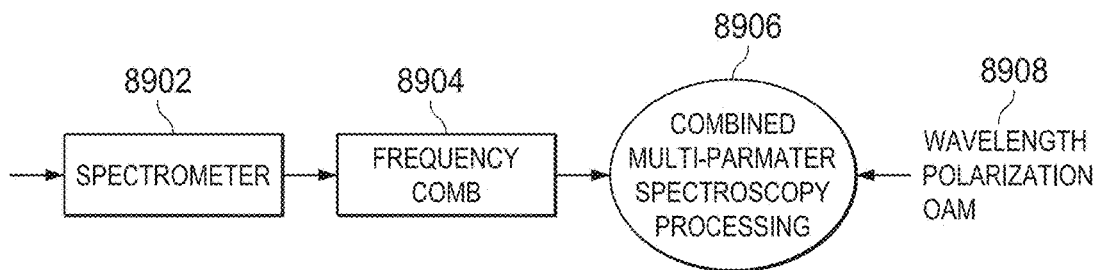 8902
8904
8906
8908
SPECTROMETER
FREQUENCY
COMB
COMBINED
MULTI-PARMATER
SPECTROSCOPY
PROCESSING
WAVELENGTH
POLARIZATION
OAM